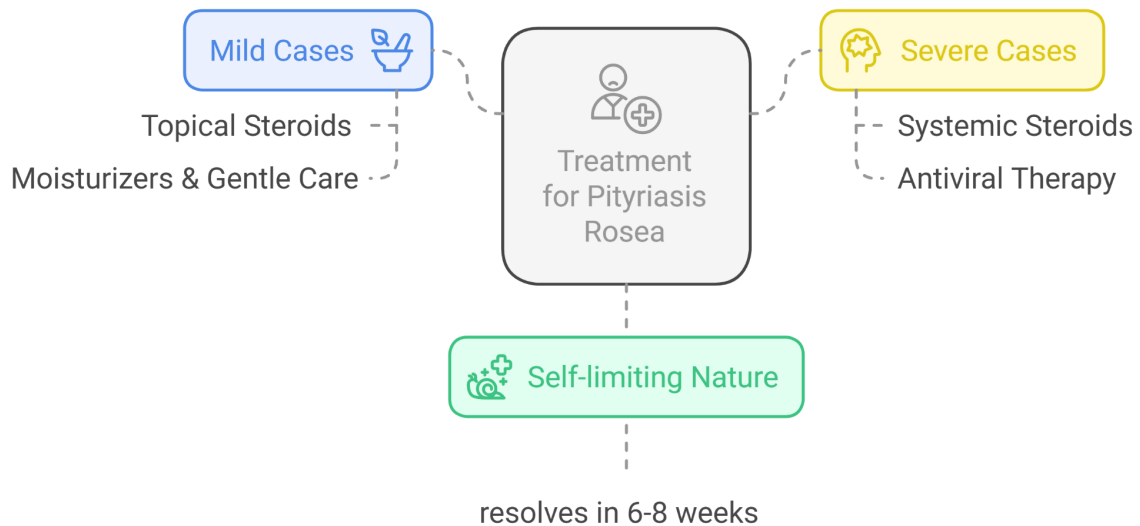 Mild Cases
Topical Steroids
Moisturizers & Gentle Care
Treatment
for Pityriasis
Rosea
Severe Cases
Systemic Steroids
Antiviral Therapy
Self-limiting Nature
resolves in 6-8 weeks